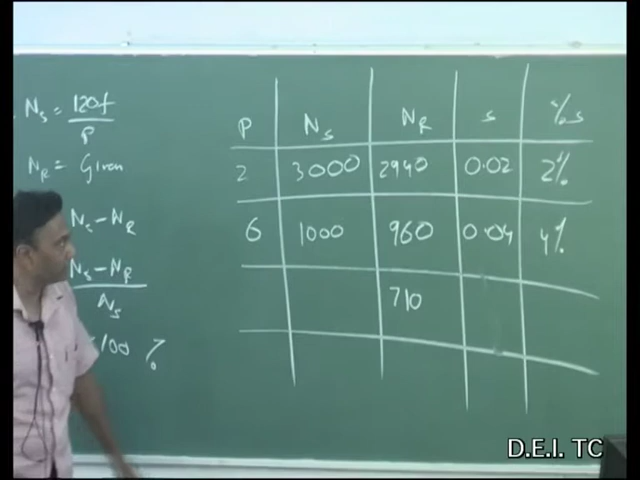 Ns = 120f
P
NR = Given
Ns - NR
Ns - NR
Ns
100 ?
P Ns NR s %s
2 3000 2940 0.02 2%
6 1000 960 0.04 4%
710
D.E.I. TC